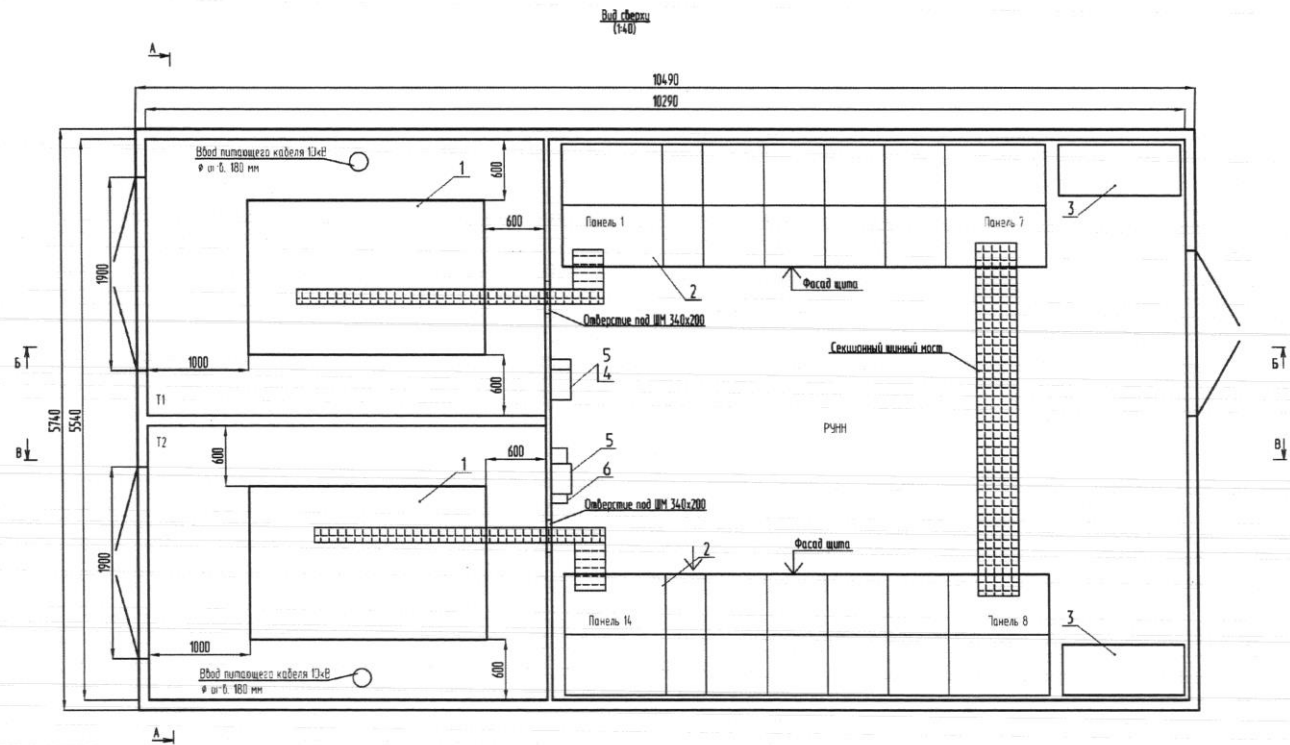 Вид сверху
(1:40)
А
10490
10290
Ввод питающего кабеля 10кВ
⌀ отв. 180 мм
1
600
3
Панель 1
Панель 7
600
1900
2
Фасад щита
Отверстие под ШМ 340х200
Секционный шинный мост
Б
Б
1000
5
4
600
Т1
5740
5540
РУНН
Т2
В
В
600
600
5
1
6
Отверстие под ШМ 340х200
1900
2
Фасад щита
Панель 14
Панель 8
3
1000
600
Ввод питающего кабеля 10кВ
⌀ отв. 180 мм
А